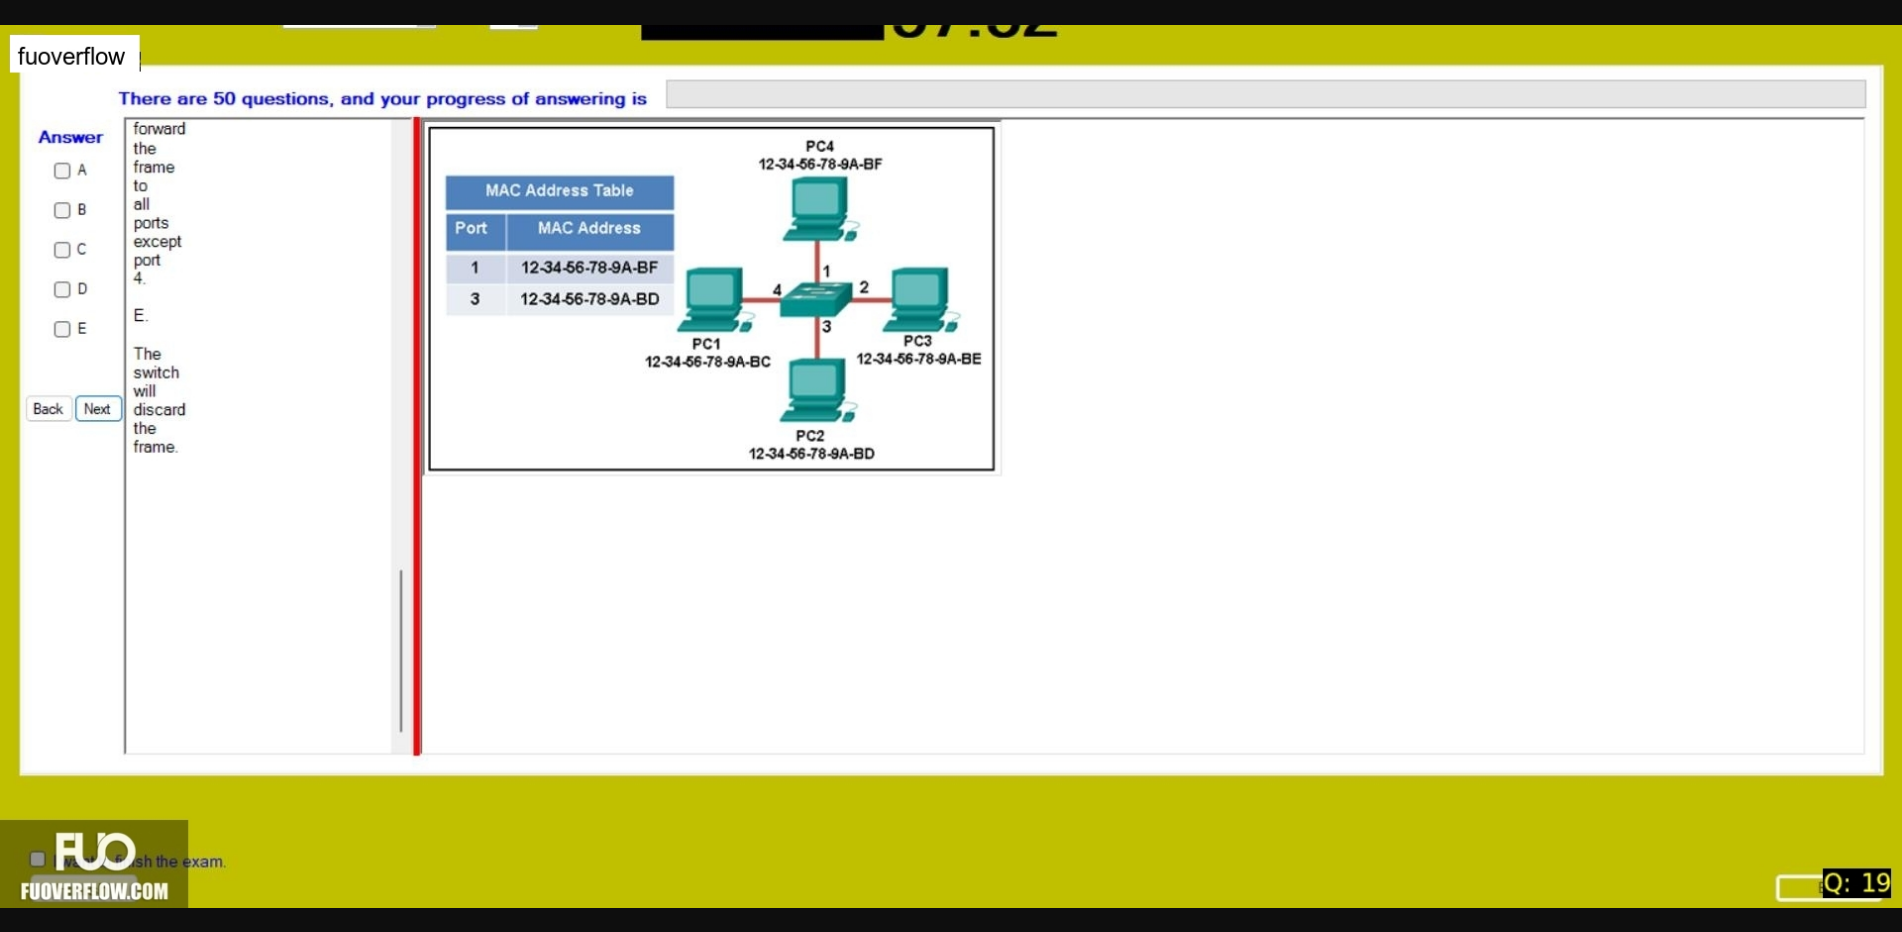 fuoverflow
There are 50 questions, and your progress of answering is
Answer
A
B
C
D
E
Back
Next
forward
the
frame
to
all
ports
except
port
4.
E.
The
switch
will
discard
the
frame.
MAC Address Table
Port MAC Address
1 12-34-56-78-9A-BF
3 12-34-56-78-9A-BD
PC4
12-34-56-78-9A-BF
1
4
2
3
PC1
12-34-56-78-9A-BC
PC3
12-34-56-78-9A-BE
PC2
12-34-56-78-9A-BD
FUO
the exam.
FUOVERFLOW.COM
Q: 19